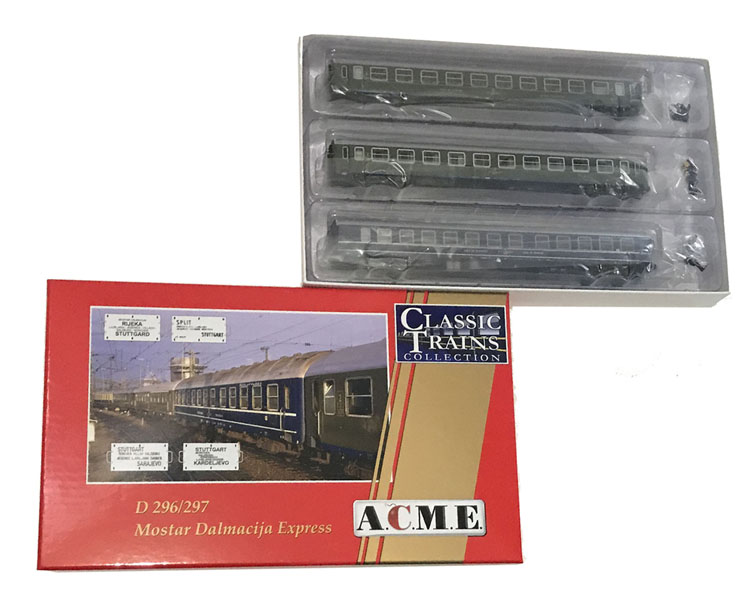 RIJEKA
STUTTGARD
SPLIT
STUTTGART
CLASSIC
TRAINS
COLLECTION
STUTTGART
SARAJEVO
STUTTGART
KARDELJEVO
D 296/297
Mostar Dalmacija Express
A.C.M.E.